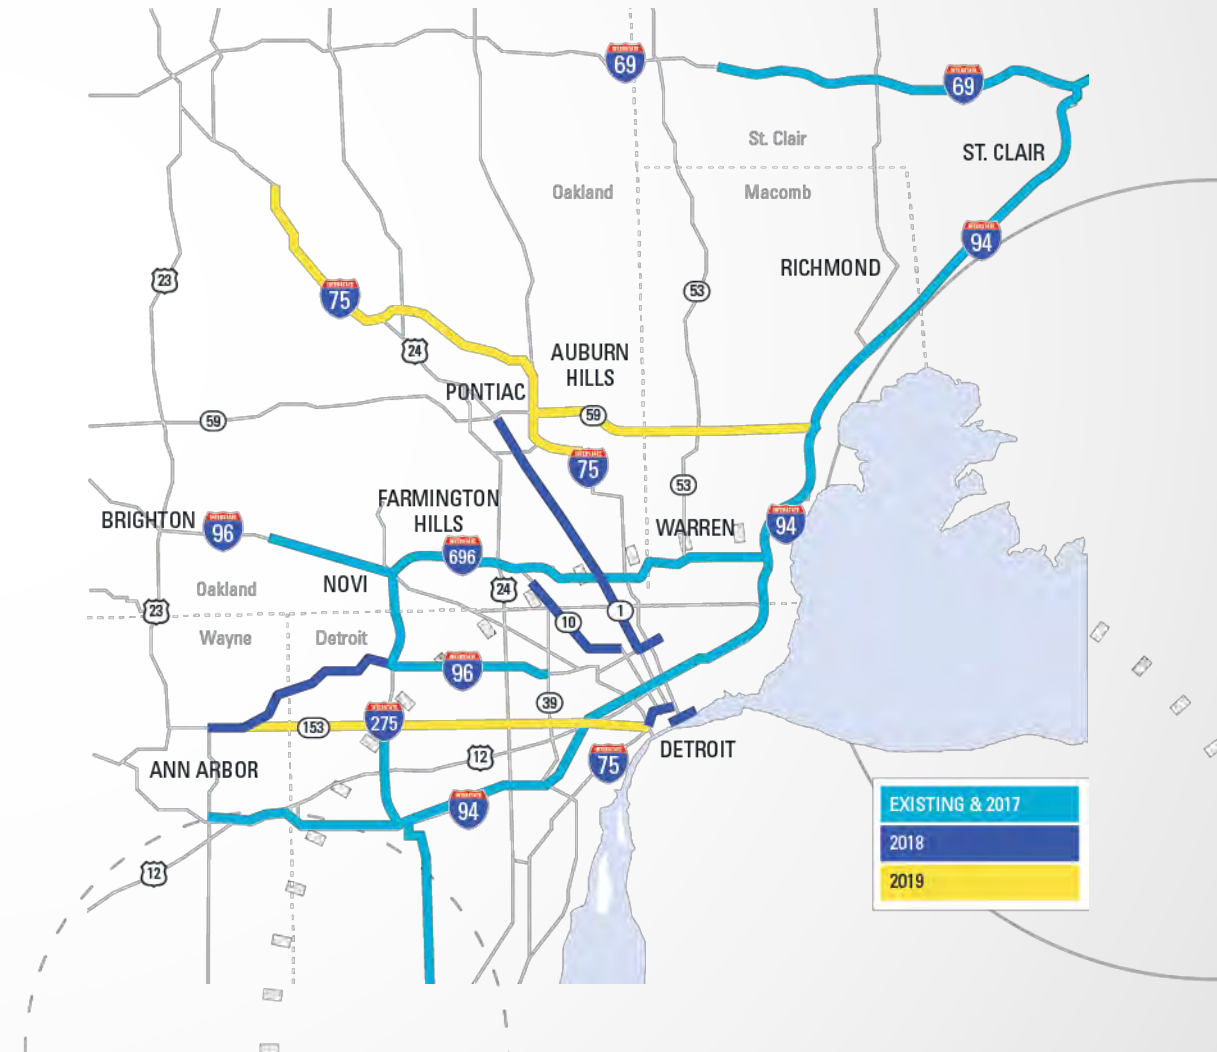 69
69
St. Clair
ST. CLAIR
Oakland
Macomb
94
RICHMOND
23
75
53
24
AUBURN
HILLS
PONTIAC
59
59
75
53
FARMINGTON
HILLS
BRIGHTON
96
WARREN
94
696
NOVI
Oakland
24
23
10
1
Wayne
Detroit
96
39
153
275
12
75
DETROIT
ANN ARBOR
94
12
EXISTING & 2017
2018
2019